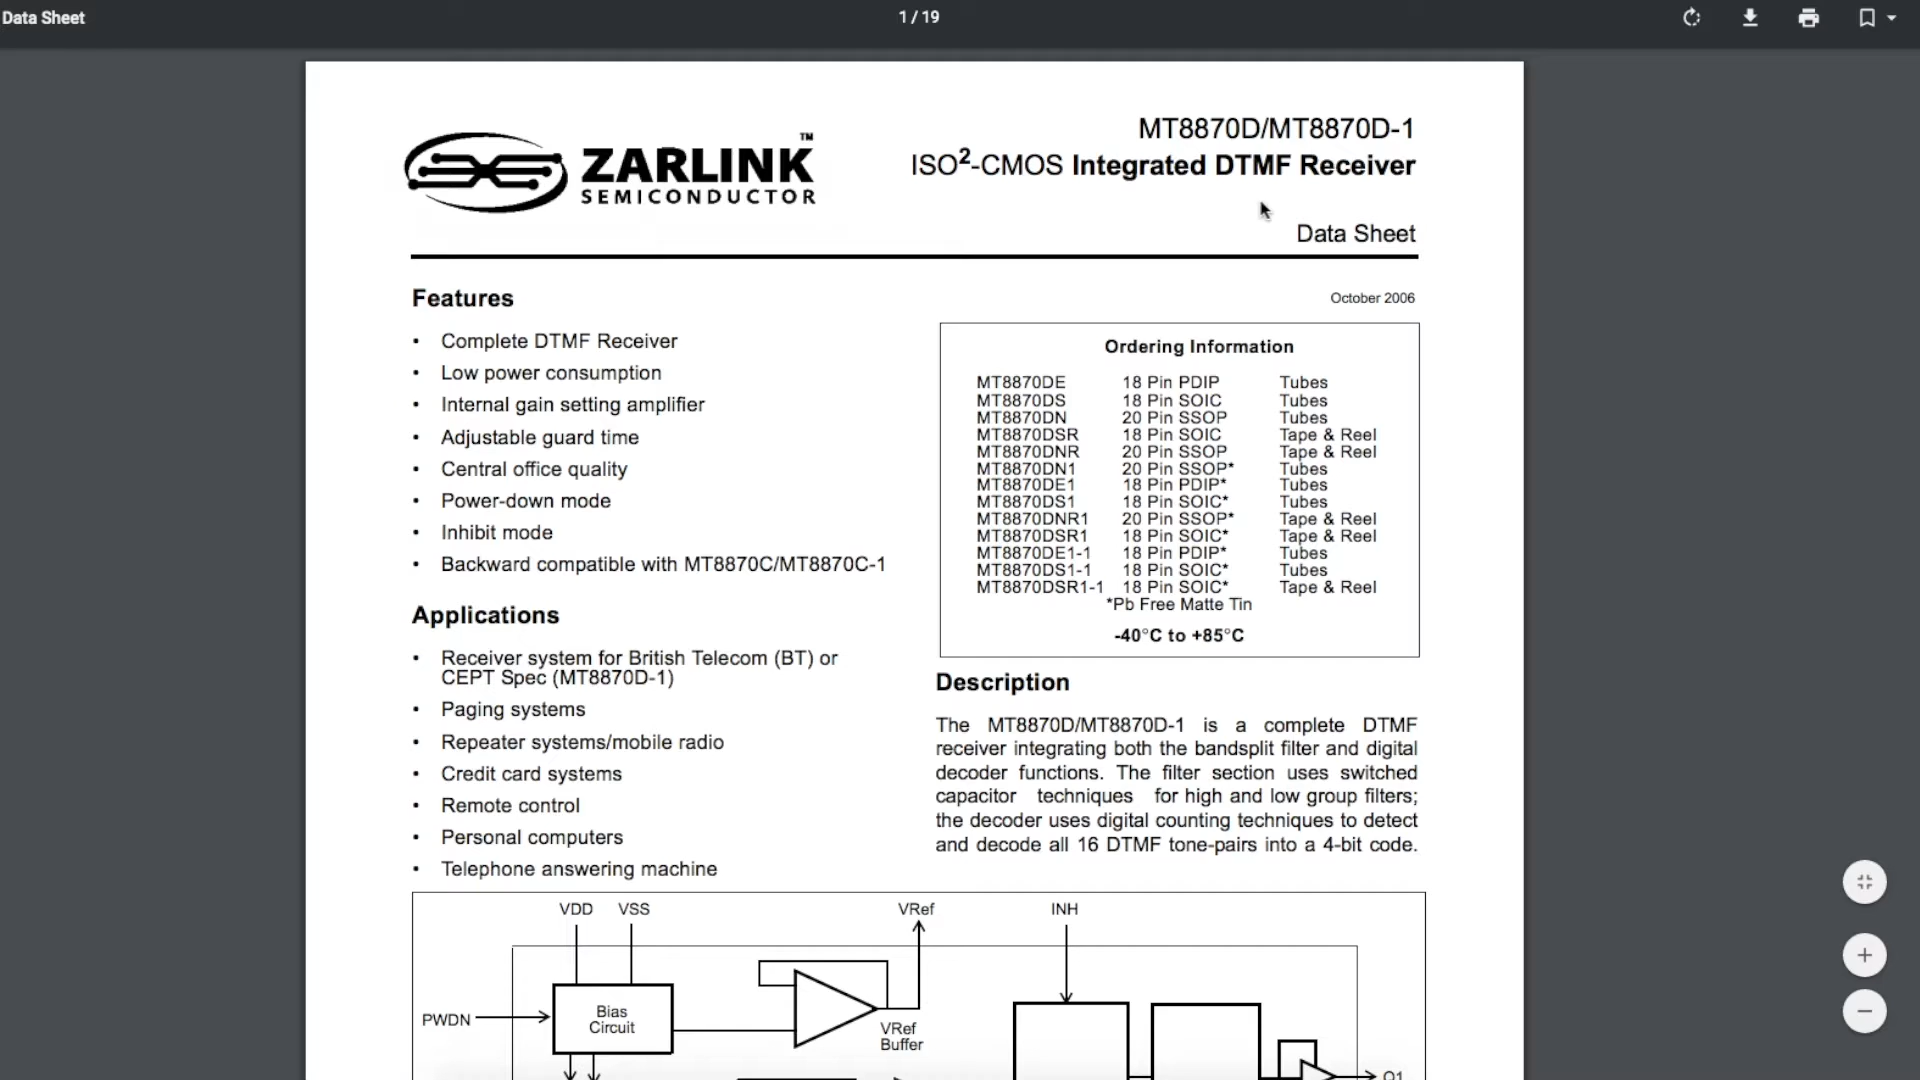 Data Sheet
1 / 19
ZARLINK™
SEMICONDUCTOR
MT8870D/MT8870D-1
ISO²-CMOS Integrated DTMF Receiver
Data Sheet
Features
• Complete DTMF Receiver
• Low power consumption
• Internal gain setting amplifier
• Adjustable guard time
• Central office quality
• Power-down mode
• Inhibit mode
• Backward compatible with MT8870C/MT8870C-1
Applications
• Receiver system for British Telecom (BT) or
CEPT Spec (MT8870D-1)
• Paging systems
• Repeater systems/mobile radio
• Credit card systems
• Remote control
• Personal computers
• Telephone answering machine
October 2006
Ordering Information
MT8870DE 18 Pin PDIP Tubes
MT8870DS 18 Pin SOIC Tubes
MT8870DN 20 Pin SSOP Tubes
MT8870DSR 18 Pin SOIC Tape & Reel
MT8870DNR 20 Pin SSOP Tape & Reel
MT8870DN1 20 Pin SSOP* Tubes
MT8870DE1 18 Pin PDIP* Tubes
MT8870DS1 18 Pin SOIC* Tubes
MT8870DNR1 20 Pin SSOP* Tape & Reel
MT8870DSR1 18 Pin SOIC* Tape & Reel
MT8870DE1-1 18 Pin PDIP* Tubes
MT8870DS1-1 18 Pin SOIC* Tubes
MT8870DSR1-1 18 Pin SOIC* Tape & Reel
*Pb Free Matte Tin
-40°C to +85°C
Description
The MT8870D/MT8870D-1 is a complete DTMF
receiver integrating both the bandsplit filter and digital
decoder functions. The filter section uses switched
capacitor techniques for high and low group filters;
the decoder uses digital counting techniques to detect
and decode all 16 DTMF tone-pairs into a 4-bit code.
VDD VSS VRef INH
PWDN
Bias
Circuit
VRef
Buffer
Q1